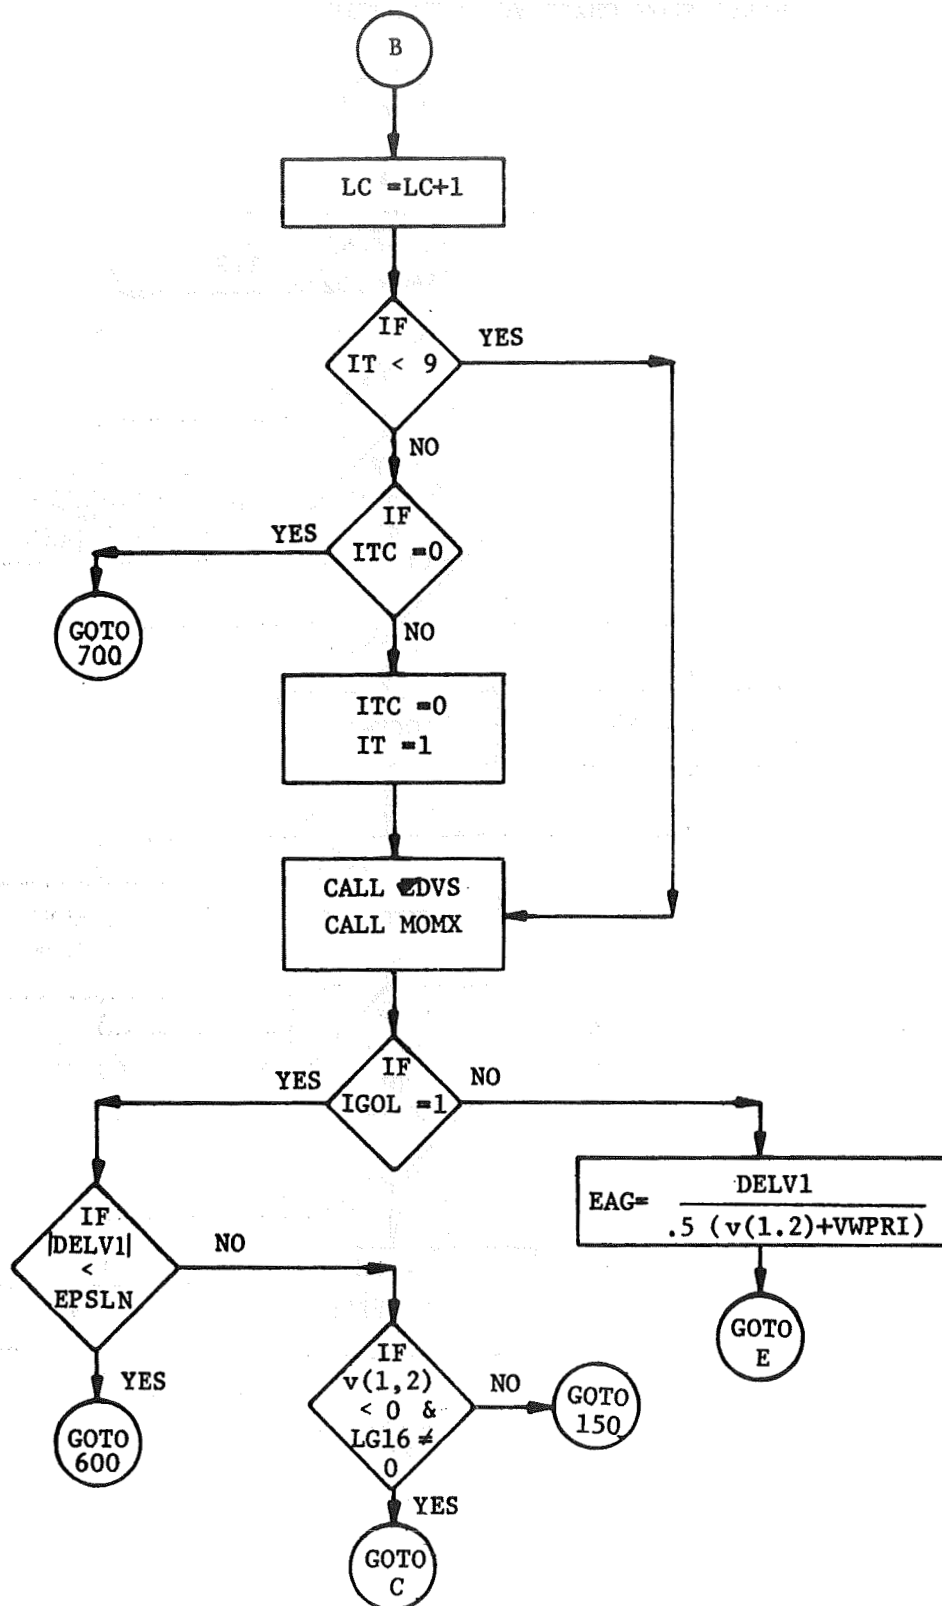 B
LC =LC+1
IF
IT < 9
YES
NO
IF
ITC =0
YES
GOTO
700
NO
ITC =0
IT =1
CALL
CALL MOMX
IF
IGOL =1
YES
NO
EAG= DELV1
.5 (v(1.2)+VWPRI)
GOTO
E
IF
|DELV1|
<
EPSLN
NO
YES
GOTO
600
IF
v(1,2)
< 0 &
LG16 ≠
0
NO
GOTO
150
YES
GOTO
C